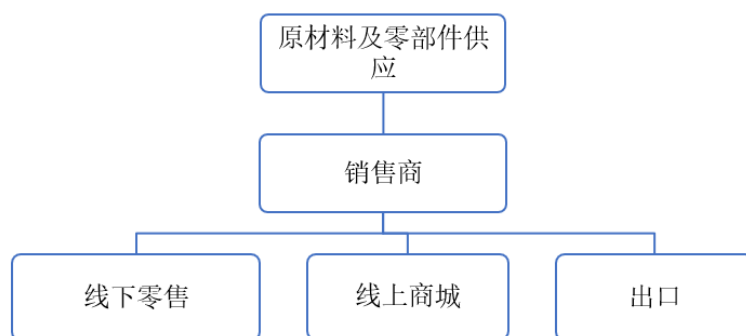 原材料及零部件供
应
销售商
线下零售
线上商城
出口